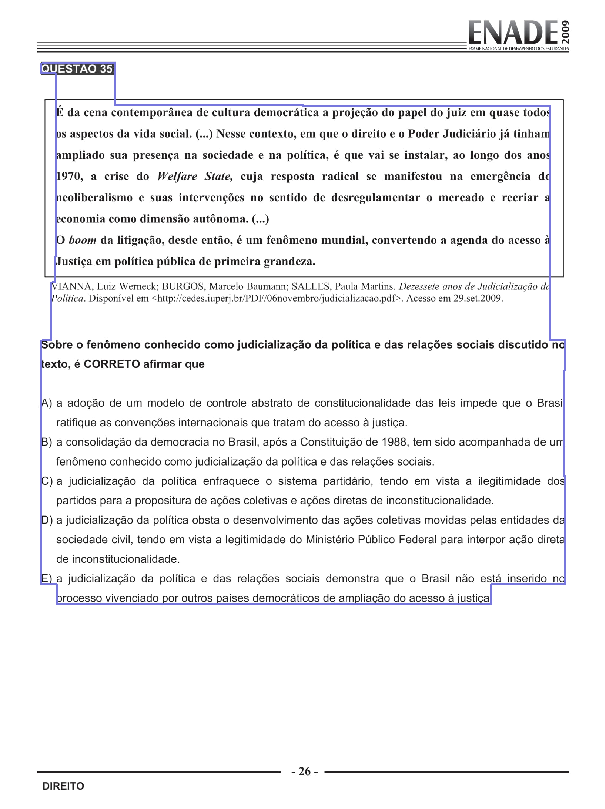 ENADE 2009
EXAME NACIONAL DE DESEMPENHO DOS ESTUDANTES
QUESTÃO 35
É da cena contemporânea de cultura democrática a projeção do papel do juiz em quase todos
os aspectos da vida social. (...) Nesse contexto, em que o direito e o Poder Judiciário já tinham
ampliado sua presença na sociedade e na política, é que vai se instalar, ao longo dos anos
1970, a crise do Welfare State, cuja resposta radical se manifestou na emergência do
neoliberalismo e suas intervenções no sentido de desregulamentar o mercado e recriar a
economia como dimensão autônoma. (...)
O boom da litigação, desde então, é um fenômeno mundial, convertendo a agenda do acesso à
Justiça em política pública de primeira grandeza.
VIANNA, Luiz Werneck; BURGOS, Marcelo Baumann; SALLES, Paula Martins. Dezessete anos de Judicialização da
Política. Disponível em <http://cedes.iuperj.br/PDF/06novembro/judicializacao.pdf>. Acesso em 29.set.2009.
Sobre o fenômeno conhecido como judicialização da política e das relações sociais discutido no
texto, é CORRETO afirmar que
A) a adoção de um modelo de controle abstrato de constitucionalidade das leis impede que o Brasil
ratifique as convenções internacionais que tratam do acesso à justiça.
B) a consolidação da democracia no Brasil, após a Constituição de 1988, tem sido acompanhada de um
fenômeno conhecido como judicialização da política e das relações sociais.
C) a judicialização da política enfraquece o sistema partidário, tendo em vista a ilegitimidade dos
partidos para a propositura de ações coletivas e ações diretas de inconstitucionalidade.
D) a judicialização da política obsta o desenvolvimento das ações coletivas movidas pelas entidades da
sociedade civil, tendo em vista a legitimidade do Ministério Público Federal para interpor ação direta
de inconstitucionalidade.
E) a judicialização da política e das relações sociais demonstra que o Brasil não está inserido no
processo vivenciado por outros países democráticos de ampliação do acesso à justiça
- 26 -
DIREITO